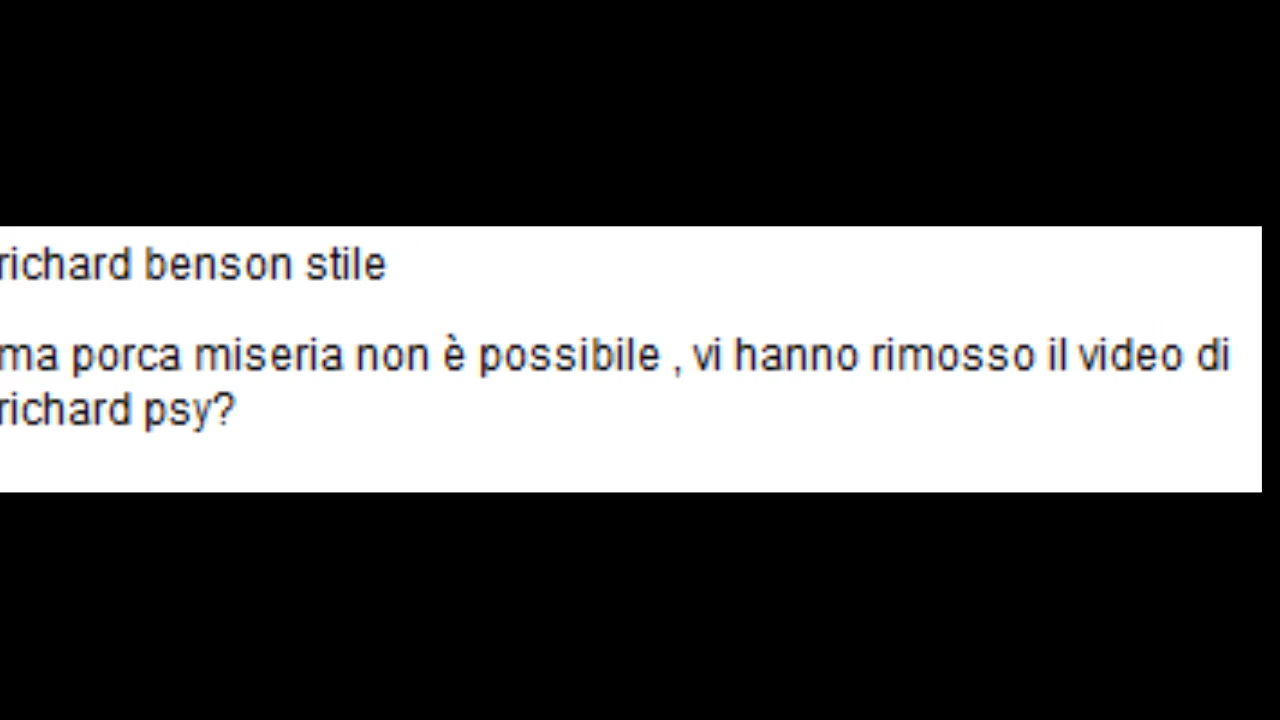 richard benson stile
ma porca miseria non è possibile , vi hanno rimosso il video di
richard psy?